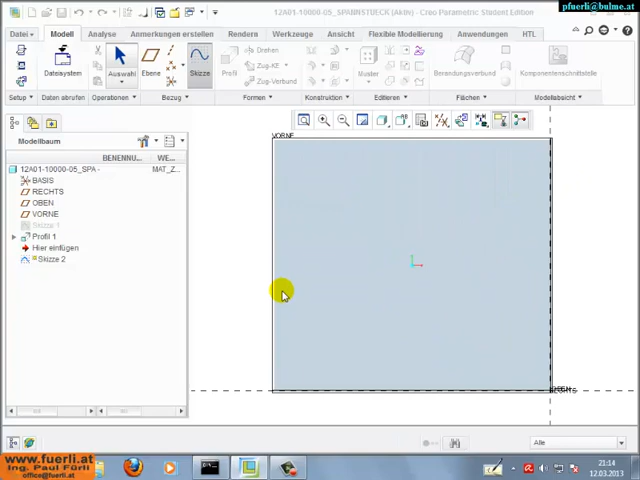 pfuerli@bulme.at
12A01-10000-05_SPANNSTUECK (Aktiv) - Creo Parametric Student Edition
Datei
Modell
Analyse
Anmerkungen erstellen
Rendern
Werkzeuge
Ansicht
Flexible Modellierung
Anwendungen
HTL
Dateisystem
Auswahl
Ebene
Skizze
Profil
Drehen
Zug-KE
Zug-Verbund
Muster
Berandungsverbund
Komponentenschnittstelle
Setup
Daten abrufen
Operationen
Bezug
Formen
Konstruktion
Editieren
Flächen
Modellabsicht
Modellbaum
BENENNU...
WE...
12A01-10000-05_SPA -
MAT_Z...
BASIS
RECHTS
OBEN
VORNE
Skizze 1
Profil 1
Hier einfügen
Skizze 2
VORNE
Alle
www.fuerli.at
Ing. Paul Fürli
office@fuerli.at
21:14
12.03.2013